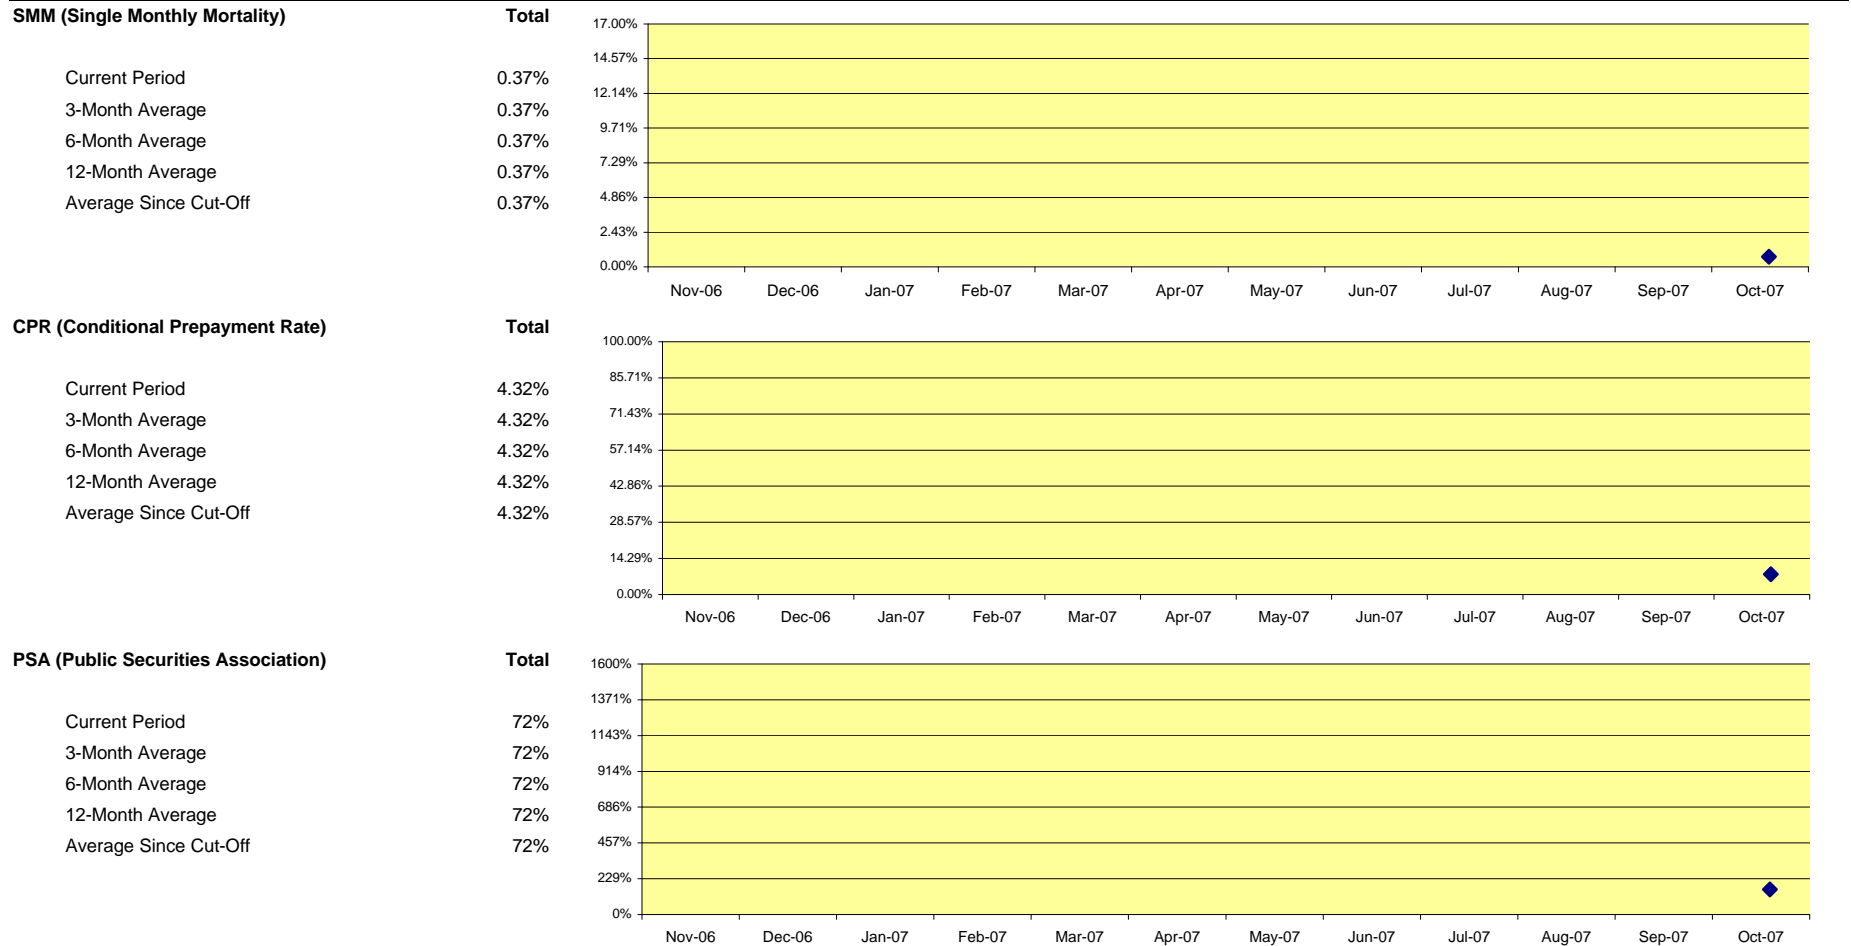 SMM (Single Monthly Mortality) Total
Current Period 0.37%
3-Month Average 0.37%
6-Month Average 0.37%
12-Month Average 0.37%
Average Since Cut-Off 0.37%
17.00%
14.57%
12.14%
9.71%
7.29%
4.86%
2.43%
0.00%
Nov-06 Dec-06 Jan-07 Feb-07 Mar-07 Apr-07 May-07 Jun-07 Jul-07 Aug-07 Sep-07 Oct-07
CPR (Conditional Prepayment Rate) Total
Current Period 4.32%
3-Month Average 4.32%
6-Month Average 4.32%
12-Month Average 4.32%
Average Since Cut-Off 4.32%
100.00%
85.71%
71.43%
57.14%
42.86%
28.57%
14.29%
0.00%
Nov-06 Dec-06 Jan-07 Feb-07 Mar-07 Apr-07 May-07 Jun-07 Jul-07 Aug-07 Sep-07 Oct-07
PSA (Public Securities Association) Total
Current Period 72%
3-Month Average 72%
6-Month Average 72%
12-Month Average 72%
Average Since Cut-Off 72%
1600%
1371%
1143%
914%
686%
457%
229%
0%
Nov-06 Dec-06 Jan-07 Feb-07 Mar-07 Apr-07 May-07 Jun-07 Jul-07 Aug-07 Sep-07 Oct-07